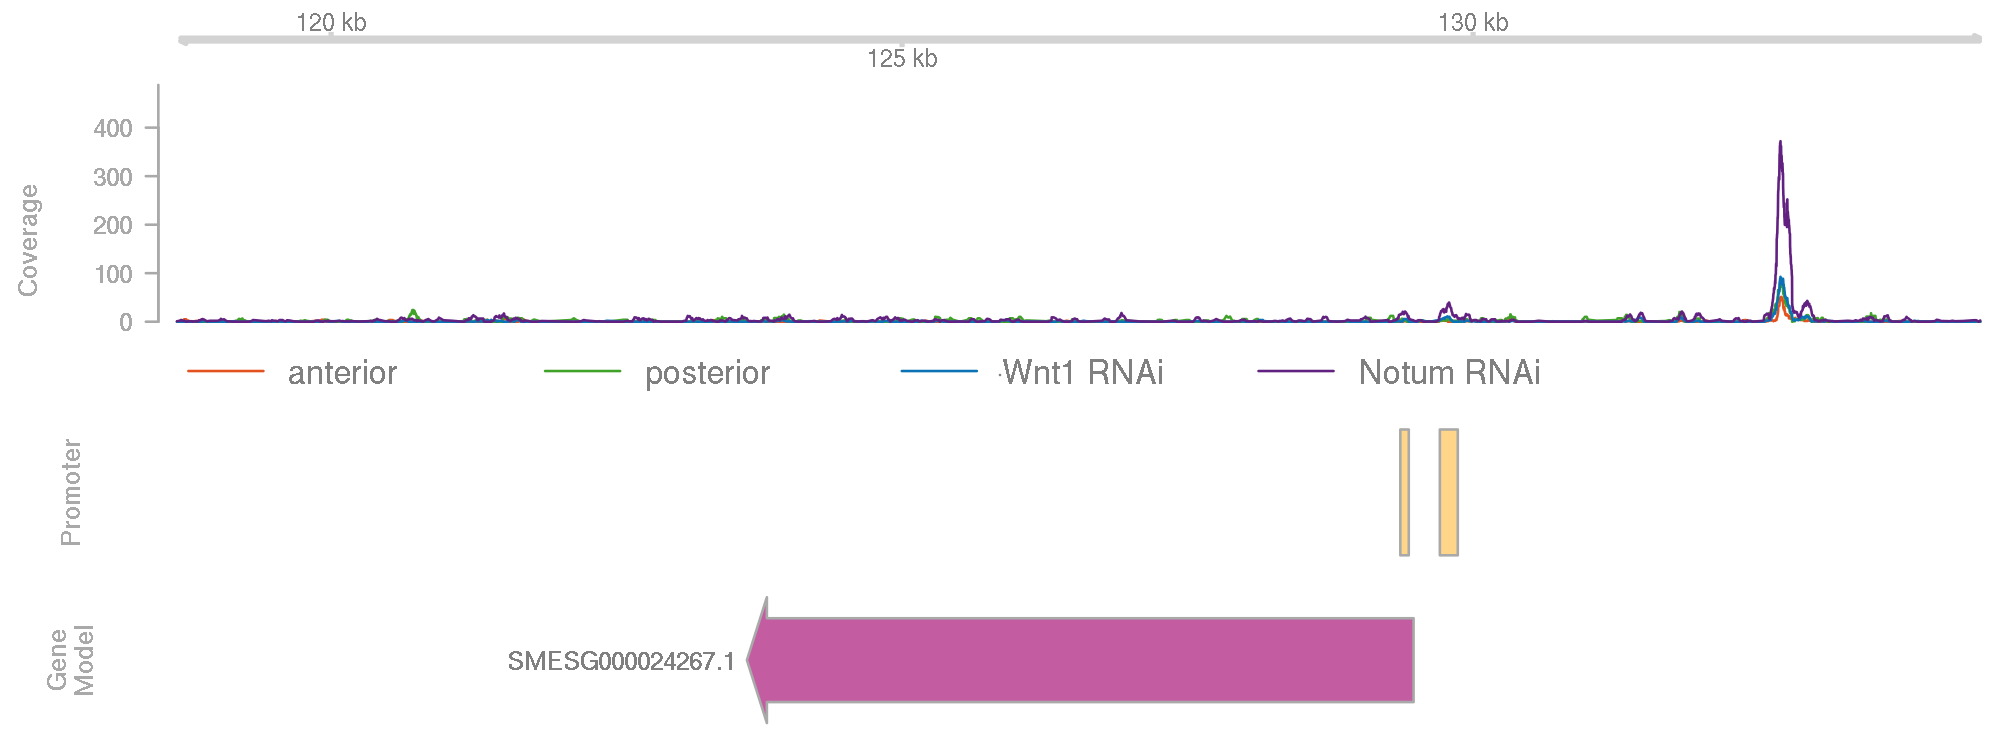 120 kb
130 kb
125 kb
Coverage
400
300
200
100
0
anterior
posterior
Wnt1 RNAi
Notum RNAi
Promoter
Gene
Model
SMESG000024267.1